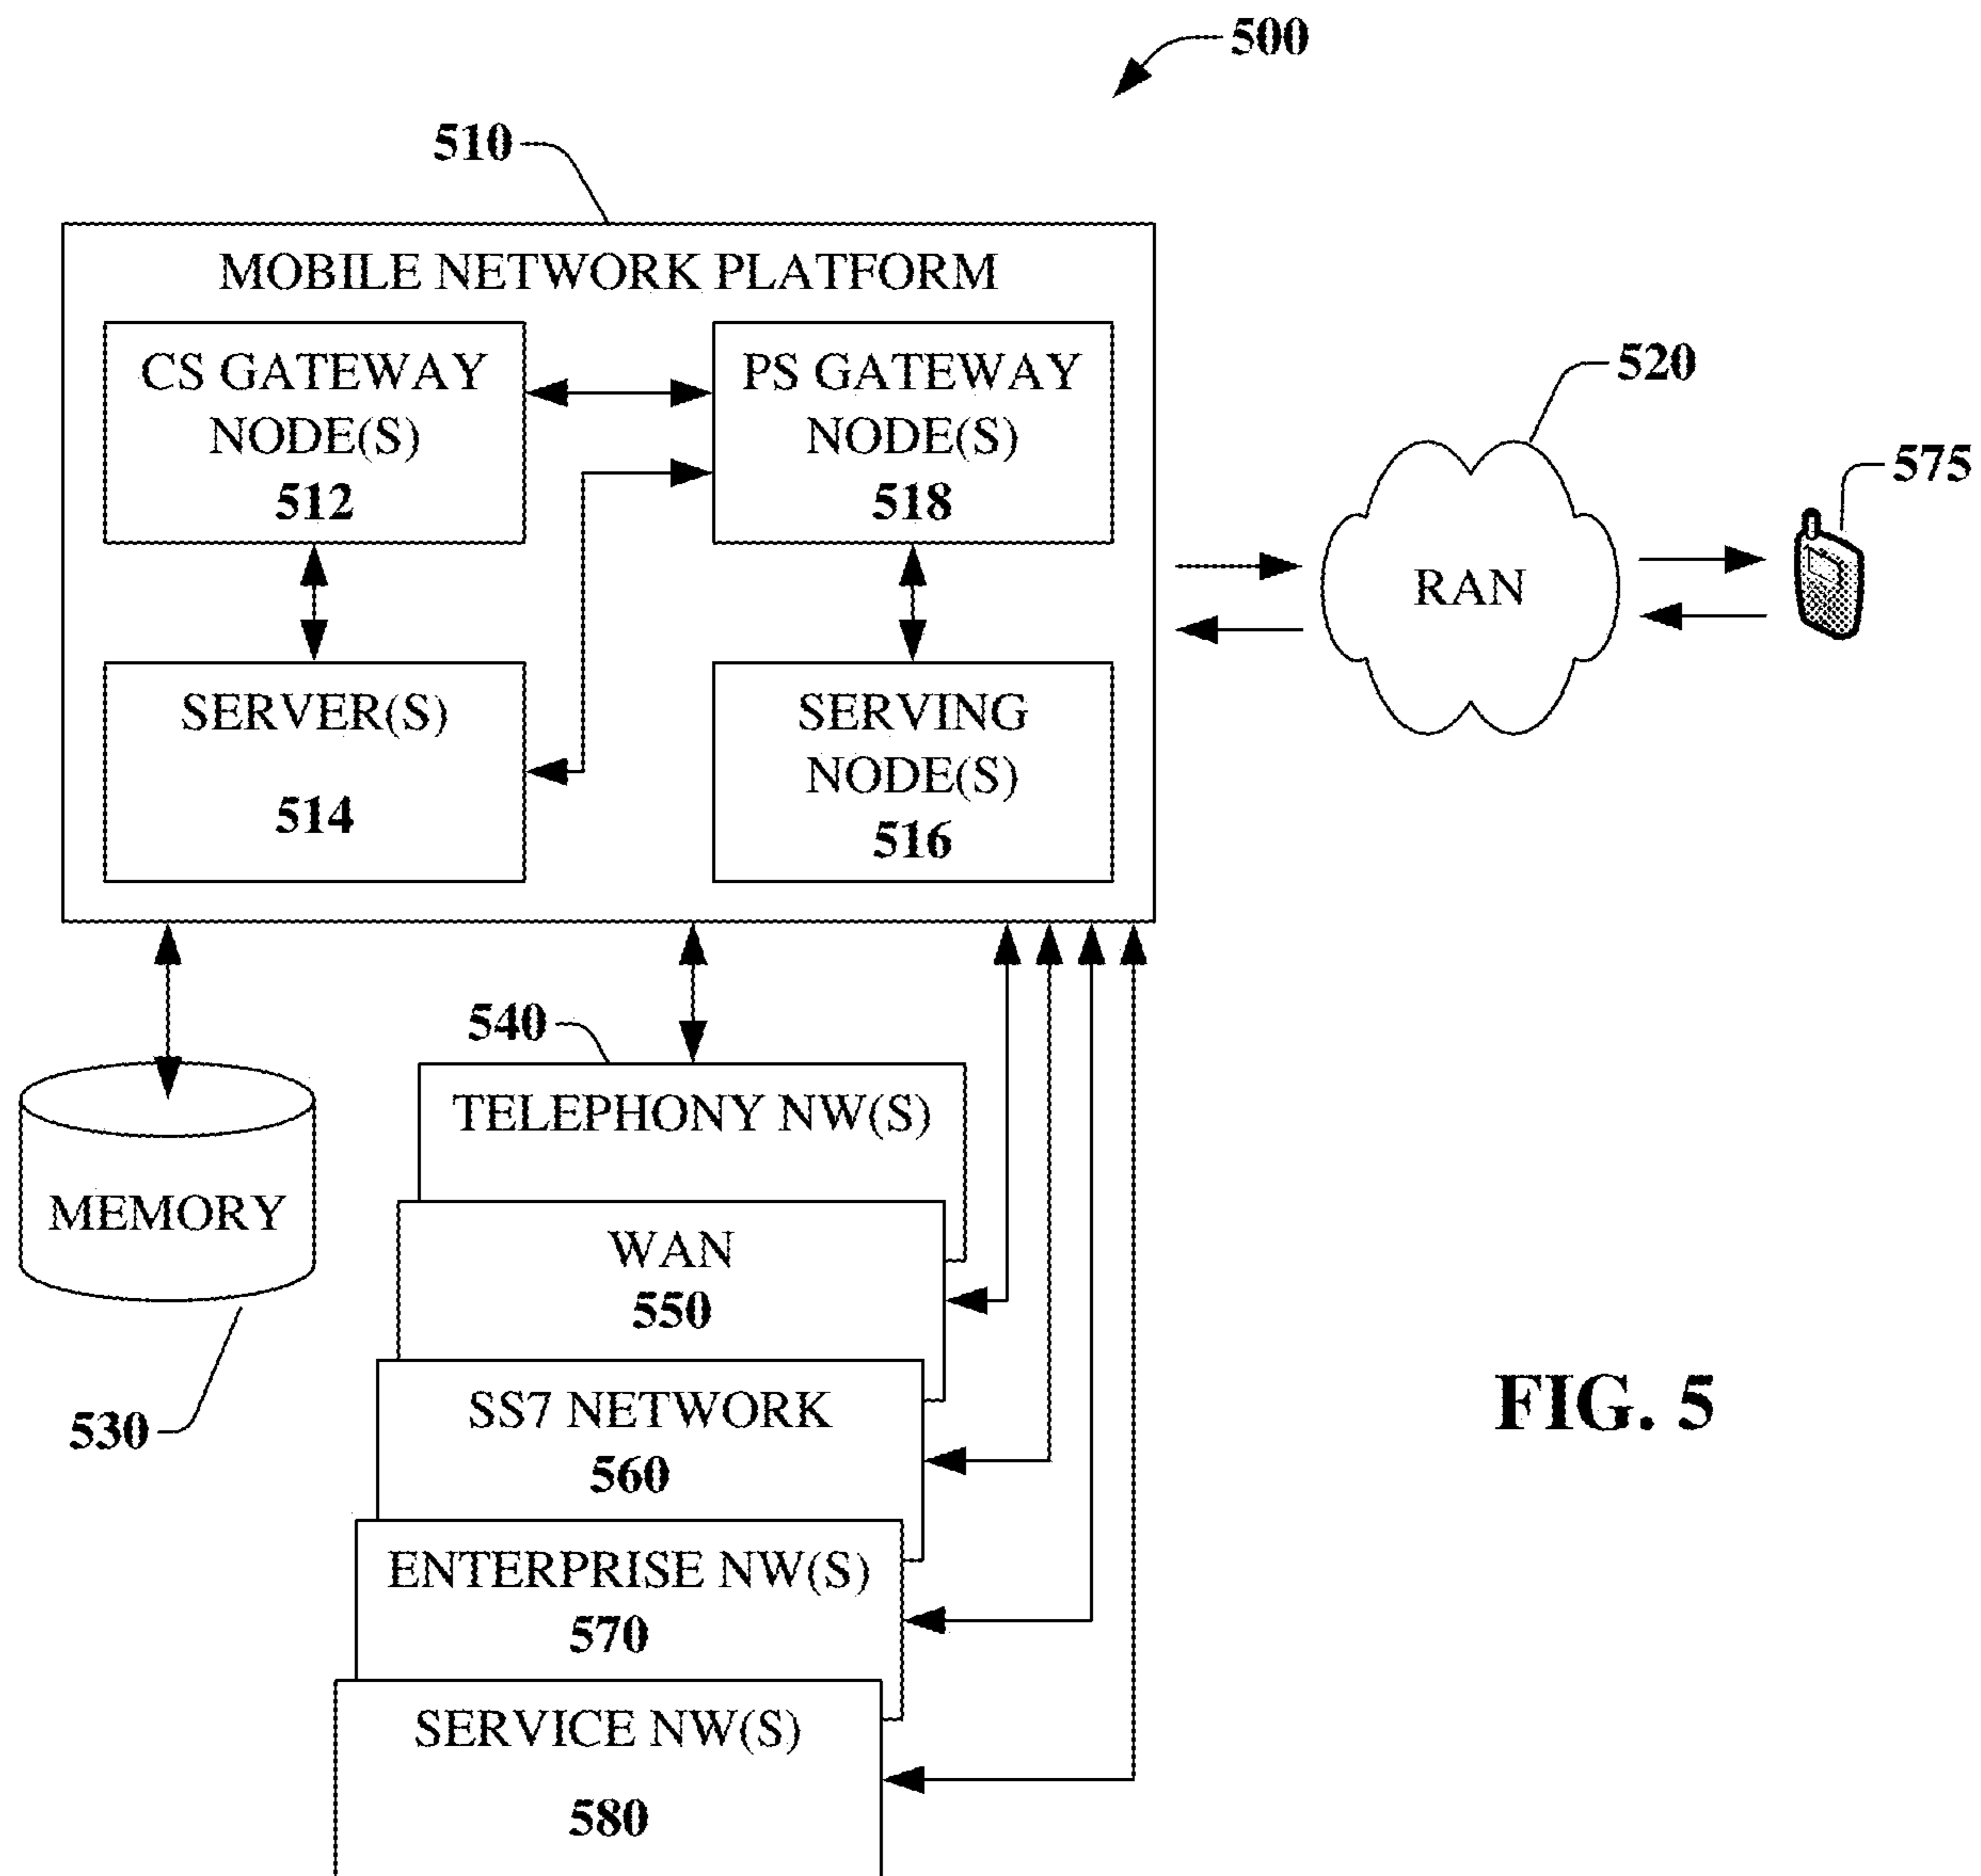 500
510
MOBILE NETWORK PLATFORM
CS GATEWAY
NODE(S)
512
PS GATEWAY
NODE(S)
518
SERVER(S)
514
SERVING
NODE(S)
516
520
RAN
575
540
TELEPHONY NW(S)
MEMORY
530
WAN
550
SS7 NETWORK
560
ENTERPRISE NW(S)
570
SERVICE NW(S)
580
FIG. 5